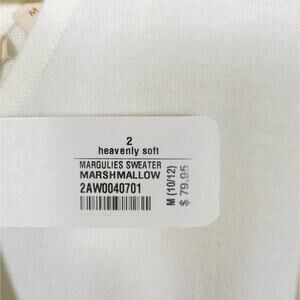 M
2
heavenly soft
MARGULIES SWEATER
MARSHMALLOW
2AW0040701
M (10/12)
$ 79.95